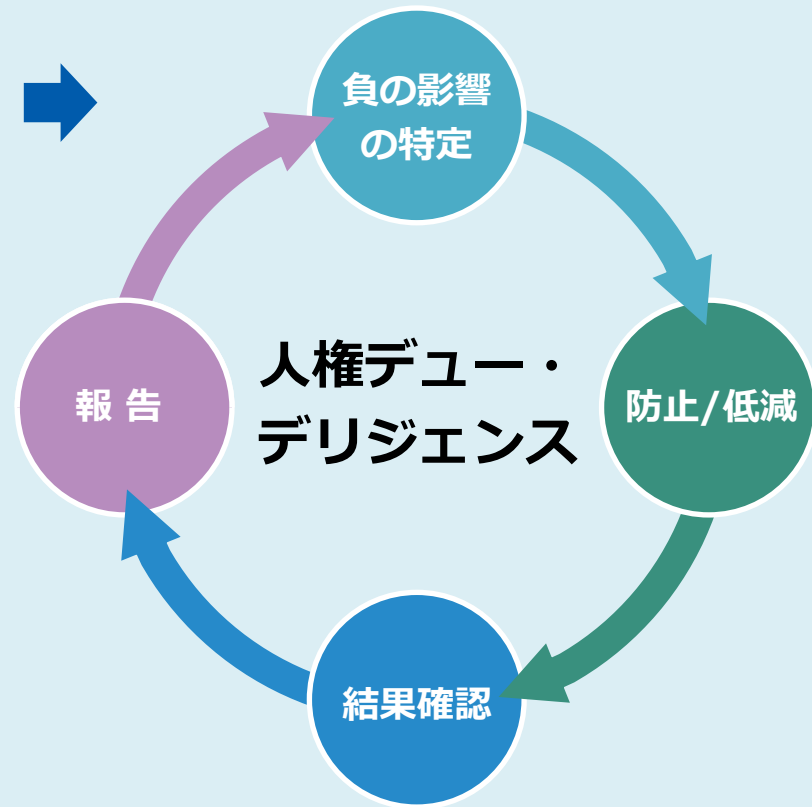 負の影響
の特定
人権デュー・
デリジェンス
報 告
防止/低減
結果確認